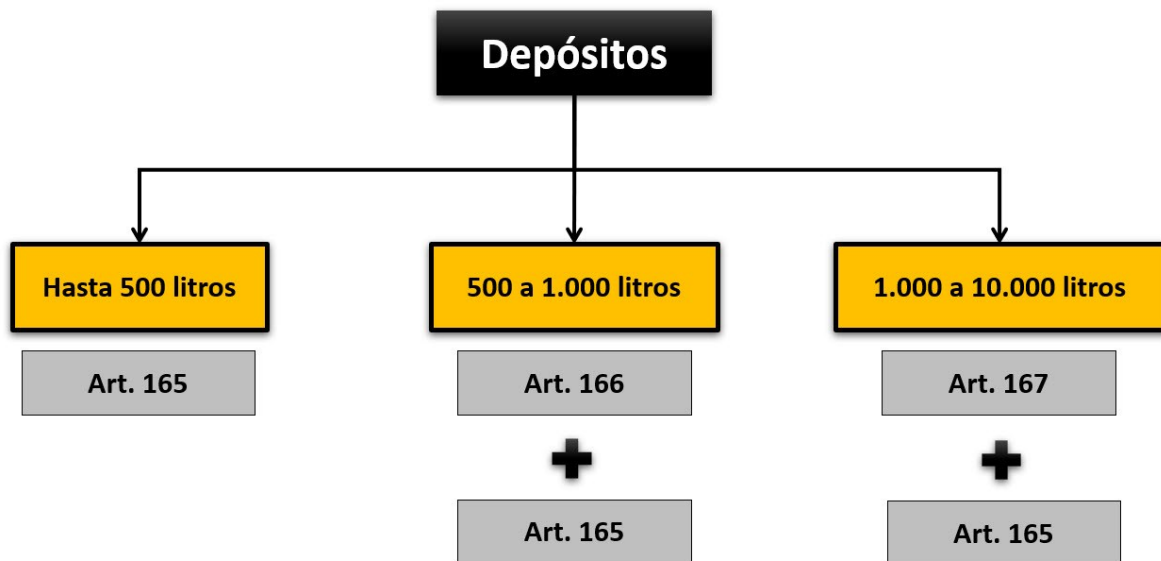 Depósitos
Hasta 500 litros
500 a 1.000 litros
1.000 a 10.000 litros
Art. 165
Art. 166
Art. 167
Art. 165
Art. 165